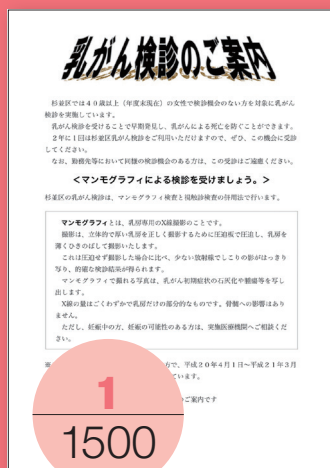 乳がん検診のご案内
杉並区では40歳以上（年度末現在）の女性で検診機会のない方を対象に乳がん
検診を実施しています。
乳がん検診を受けることで早期発見し、乳がんによる死亡を防ぐことができます。
2年に1回は杉並区乳がん検診をご利用いただけますので、ぜひ、この機会に受診
してください。
なお、勤務先等において同様の検診機会のある方は、この受診はご遠慮ください。
＜マンモグラフィによる検診を受けましょう。＞
杉並区の乳がん検診は、マンモグラフィ検査と視触診検査の併用法で行います。
マンモグラフィとは、乳房専用のX線撮影のことです。
撮影は、立体的で厚い乳房を正しく撮影するために圧迫板で圧迫し、乳房を
薄くひきのばして撮影いたします。
これは圧迫せず撮影した場合に比べ、少ない放射線でしこりの影がはっきり
写り、的確な検診結果が得られます。
マンモグラフィで撮れる写真は、乳がん初期症状の石灰化や腫瘤等を写し
出します。
X線の量はごくわずかで乳房だけの部分的なものです。骨髄への影響はあり
ません。
ただし、妊娠中の方、妊娠の可能性のある方は、実施医療機関へご相談くだ
さい。
※
方で、平成20年4月1日～平成21年3月
ています。
のご案内です
1
1500